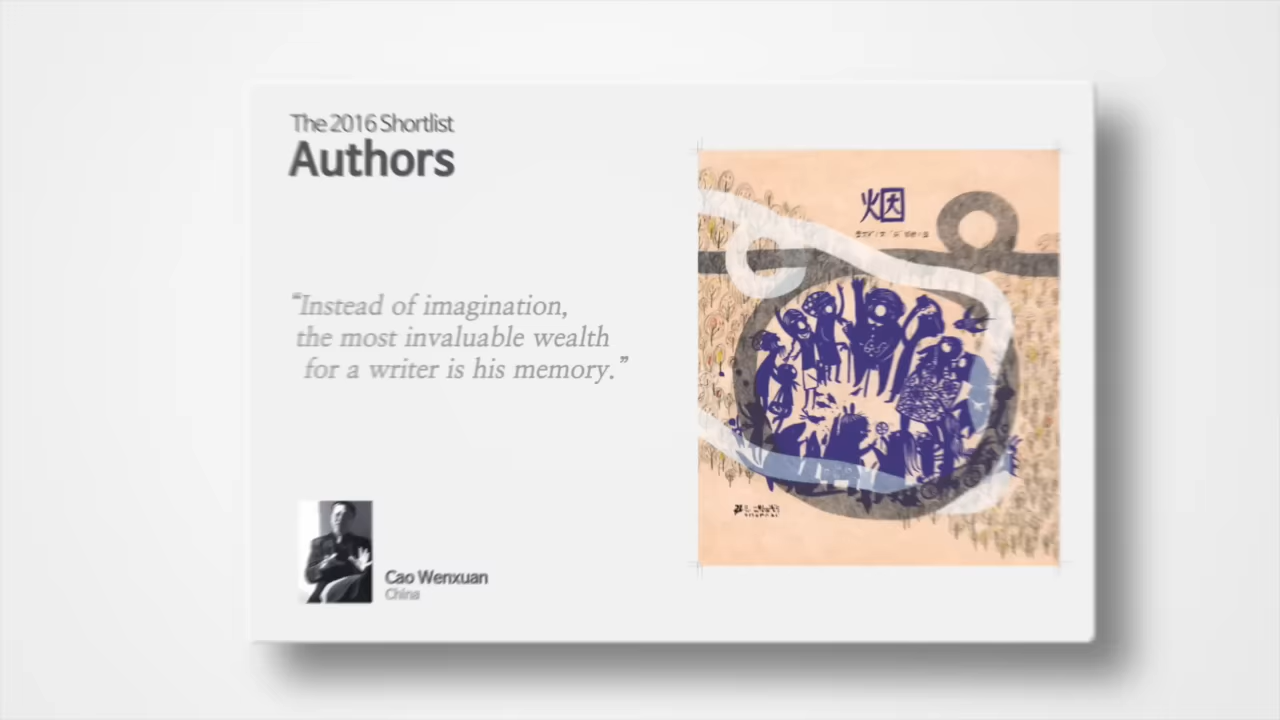 The 2016 Shortlist
Authors
“Instead of imagination,
the most invaluable wealth
for a writer is his memory.”
Cao Wenxuan
China
烟